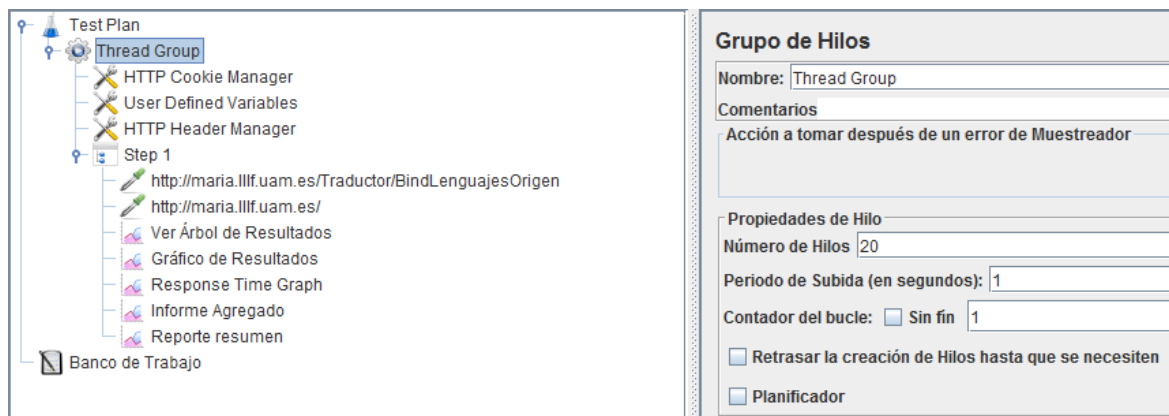 Test Plan
Thread Group
HTTP Cookie Manager
User Defined Variables
HTTP Header Manager
Step 1
http://maria.lllf.uam.es/Traductor/BindLenguajesOrigen
http://maria.lllf.uam.es/
Ver Árbol de Resultados
Gráfico de Resultados
Response Time Graph
Informe Agregado
Reporte resumen
Banco de Trabajo
Grupo de Hilos
Nombre: Thread Group
Comentarios
Acción a tomar después de un error de Muestreador
Propiedades de Hilo
Número de Hilos 20
Periodo de Subida (en segundos): 1
Contador del bucle: Sin fín 1
Retrasar la creación de Hilos hasta que se necesiten
Planificador